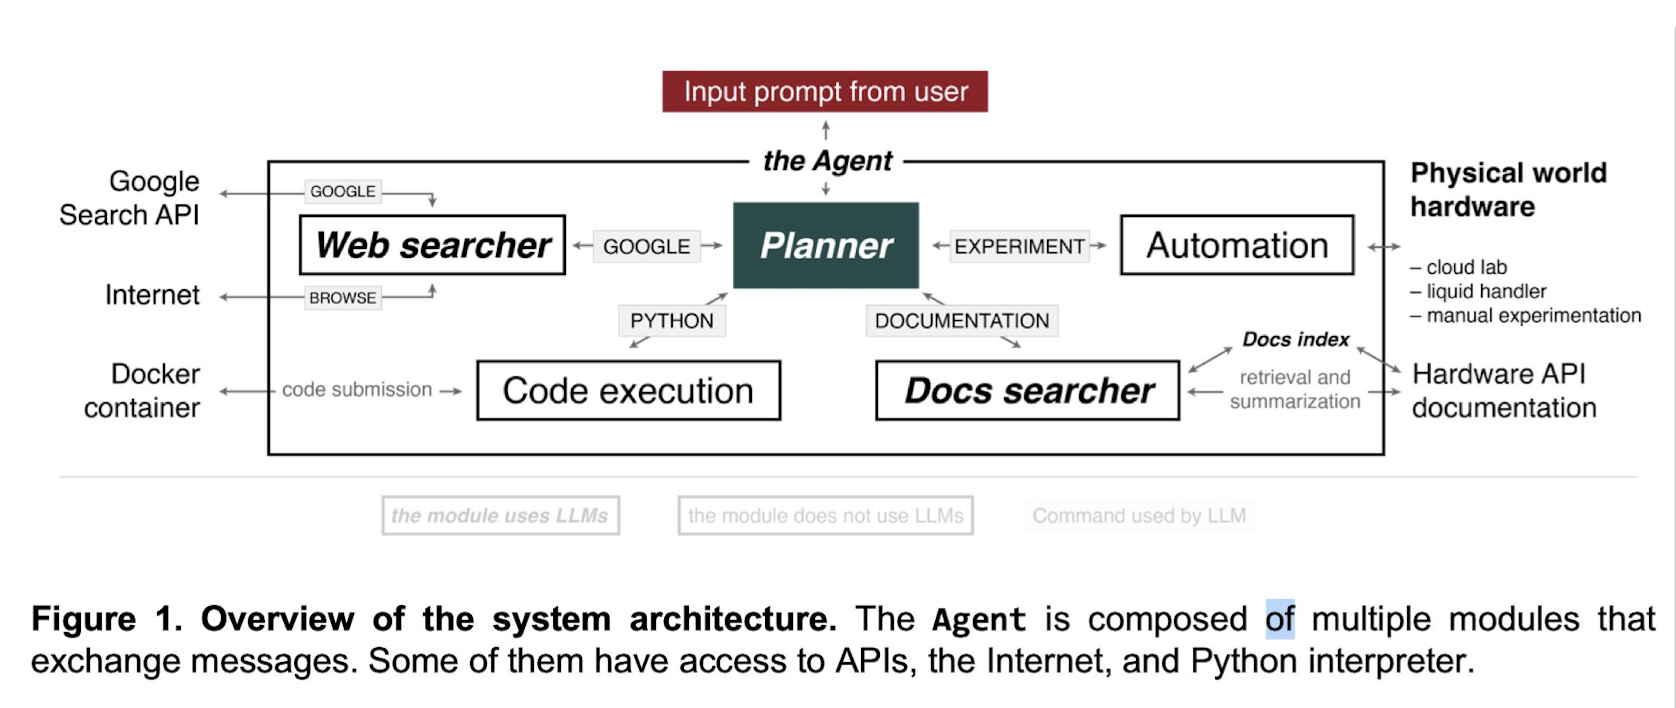 Input prompt from user
the Agent
Google
Search API
GOOGLE
Web searcher
GOOGLE
Planner
EXPERIMENT
Automation
Physical world
hardware
– cloud lab
– liquid handler
– manual experimentation
Internet
BROWSE
PYTHON
DOCUMENTATION
Docs index
Docker
container
code submission
Code execution
Docs searcher
retrieval and
summarization
Hardware API
documentation
the module uses LLMs
the module does not use LLMs
Command used by LLM
Figure 1. Overview of the system architecture. The Agent is composed of multiple modules that
exchange messages. Some of them have access to APIs, the Internet, and Python interpreter.